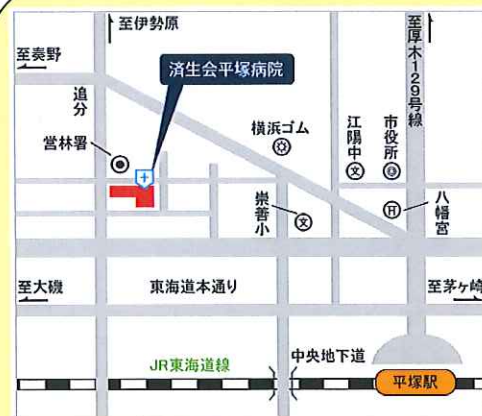 至伊勢原
至秦野
追分
済生会平塚病院
営林署
横浜ゴム
江陽中
市役所
至厚木129号線
文
崇善小
文
H
八幡宮
至大磯
東海道本通り
至茅ヶ崎
JR東海道線
中央地下道
平塚駅